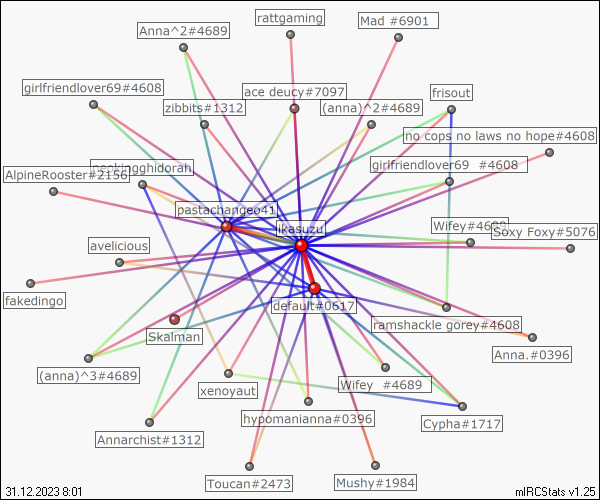 rattgaming
Mad #6901
Anna^2#4689
girlfriendlover69#4608
ace deucy#7097
frisout
zibbits#1312
(anna)^2#4689
no cops no laws no hope#4608
neckingghidorah
girlfriendlover69 #4608
AlpineRooster#2156
pastachangeo41
ikasuzu
Wifey#4689
Soxy Foxy#5076
avelicious
fakedingo
default#0617
Skalman
ramshackle gorey#4608
Anna.#0396
(anna)^3#4689
Wifey #4689
xenoyaut
hypomanianna#0396
Cypha#1717
Annarchist#1312
Toucan#2473
Mushy#1984
31.12.2023 8:01
mIRCStats v1.25